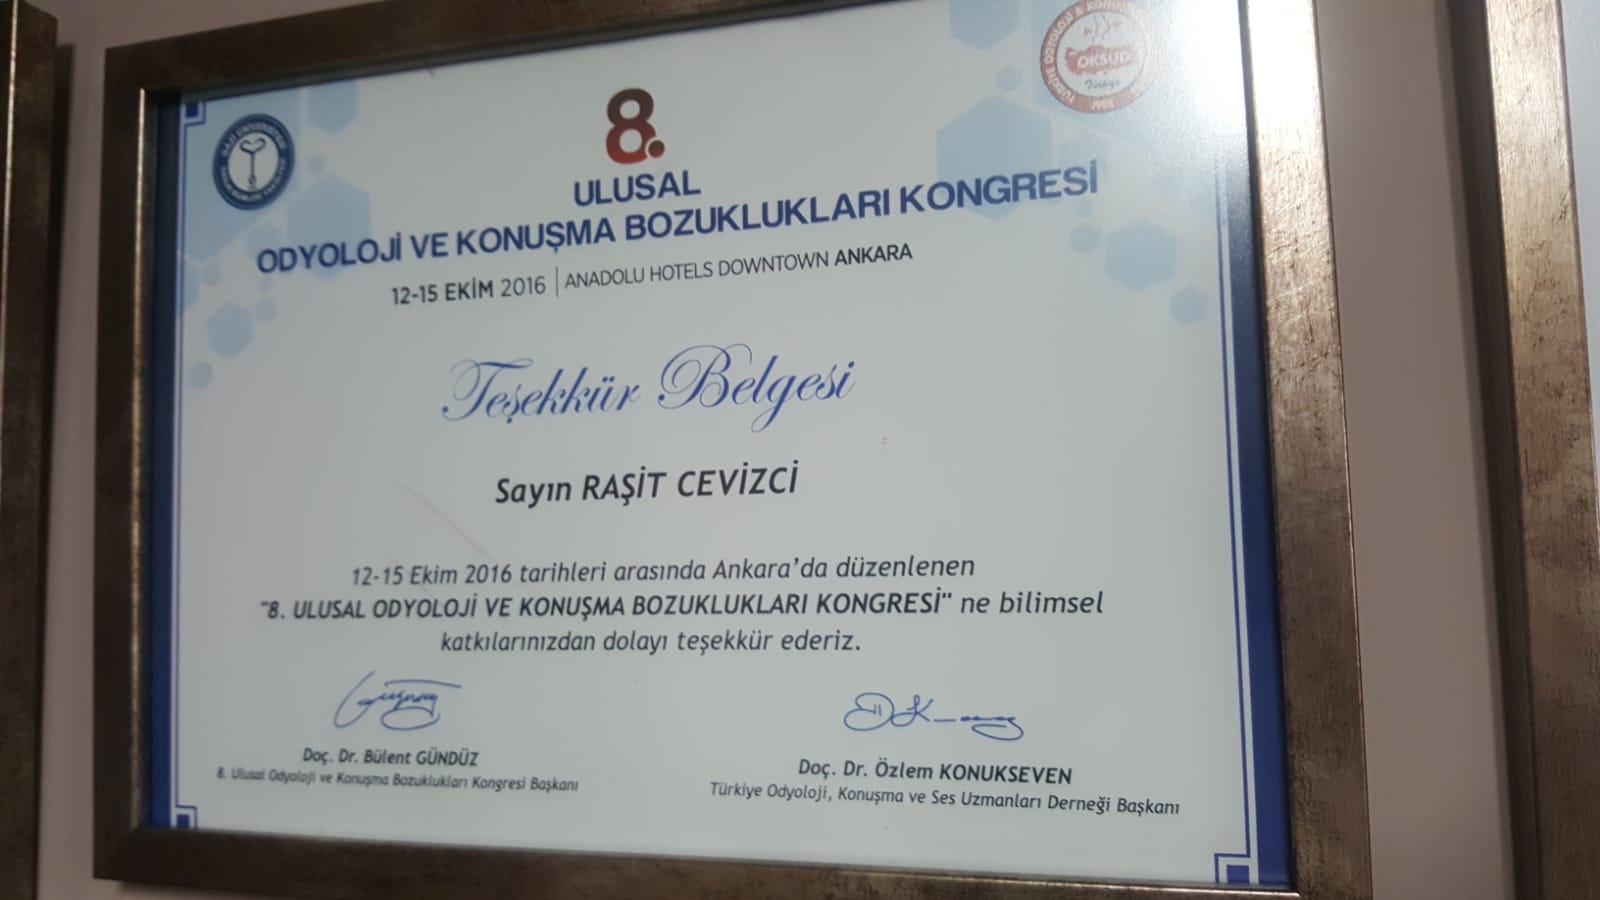 8.
ULUSAL
ODYOLOJİ VE KONUŞMA BOZUKLUKLARI KONGRESİ
12-15 EKİM 2016 | ANADOLU HOTELS DOWNTOWN ANKARA
OKSUD
Türkiye
Teşekkür Belgesi
Sayın RAŞİT CEVİZCİ
12-15 Ekim 2016 tarihleri arasında Ankara'da düzenlenen
"8. ULUSAL ODYOLOJİ VE KONUŞMA BOZUKLUKLARI KONGRESİ" ne bilimsel
katkılarınızdan dolayı teşekkür ederiz.
Doç. Dr. Bülent GÜNDÜZ
8. Ulusal Odyoloji ve Konuşma Bozuklukları Kongresi Başkanı
Doç. Dr. Özlem KONUKSEVEN
Türkiye Odyoloji, Konuşma ve Ses Uzmanları Derneği Başkanı